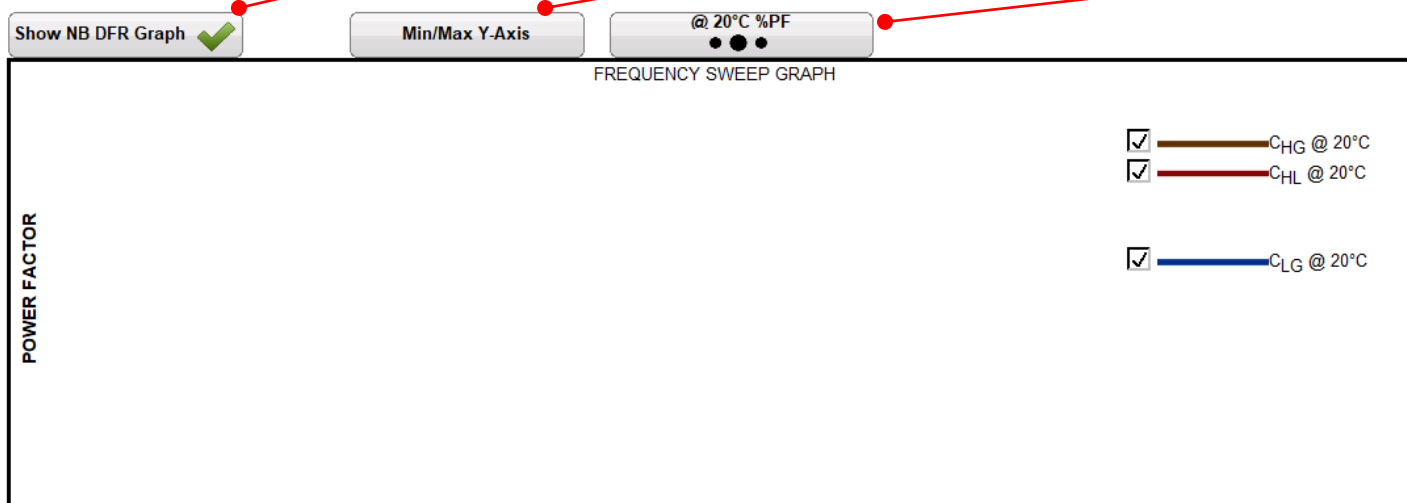 Show NB DFR Graph
Min/Max Y-Axis
@ 20°C %PF
FREQUENCY SWEEP GRAPH
POWER FACTOR
CHG @ 20°C
CHL @ 20°C
CLG @ 20°C